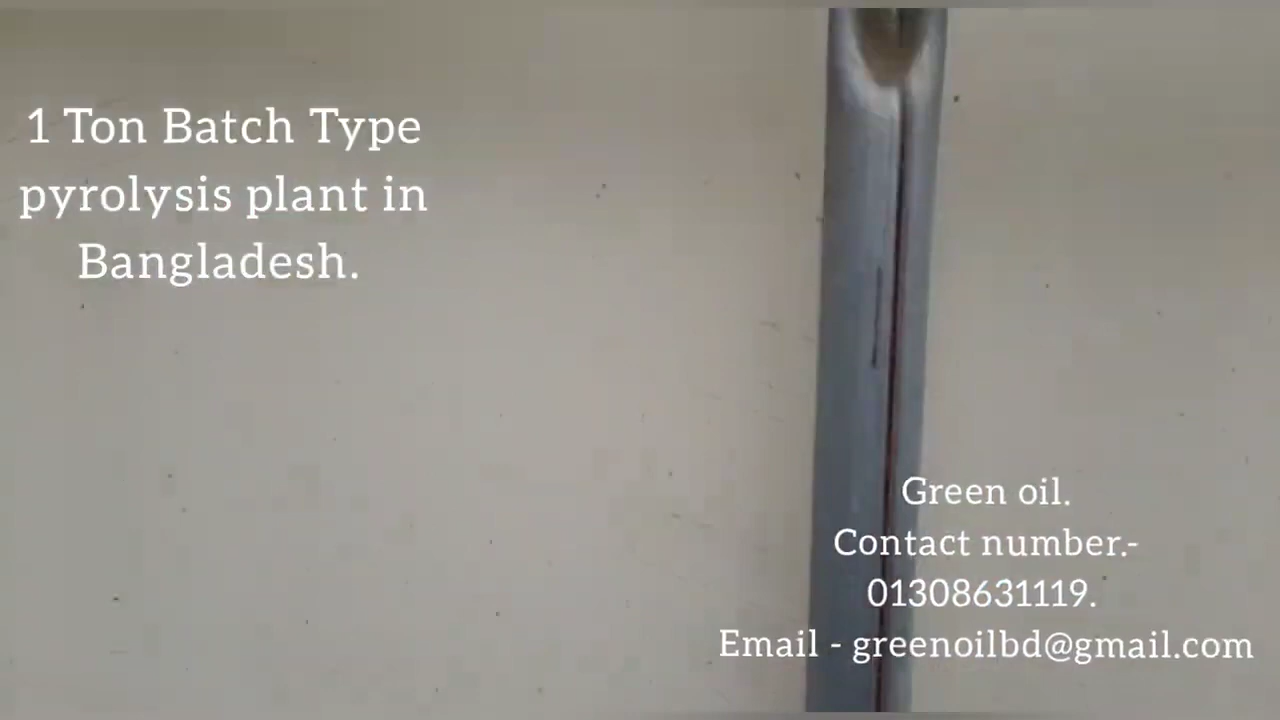 1 Ton Batch Type
pyrolysis plant in
Bangladesh.
Green oil.
Contact number.-
01308631119.
Email - greenoilbd@gmail.com